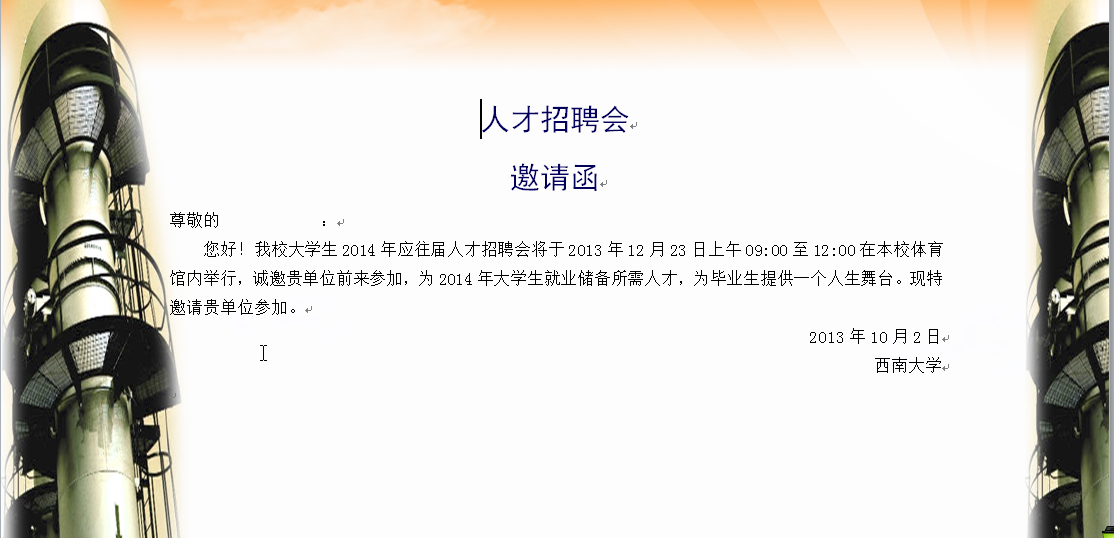 人才招聘会
邀请函
尊敬的 :
您好！我校大学生 2014 年应往届人才招聘会将于 2013 年 12 月 23 日上午 09:00 至 12:00 在本校体育
馆内举行，诚邀贵单位前来参加，为 2014 年大学生就业储备所需人才，为毕业生提供一个人生舞台。现特
邀请贵单位参加。
2013 年 10 月 2 日
西南大学